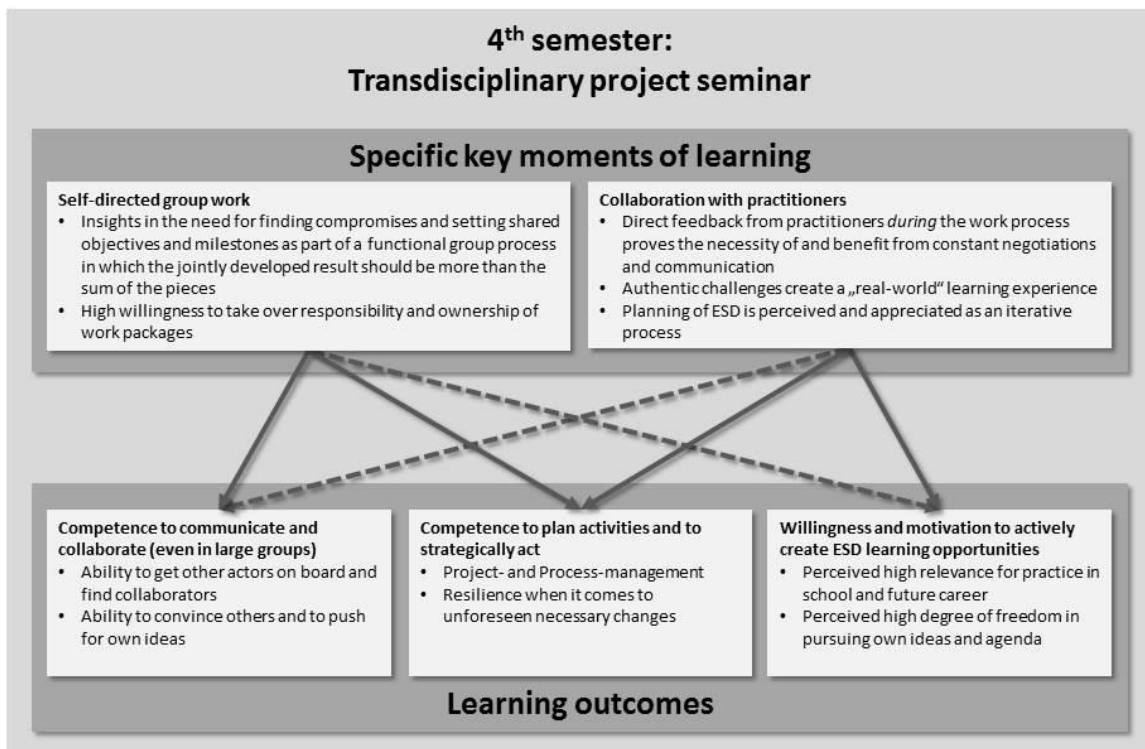 4th semester:
Transdisciplinary project seminar
Specific key moments of learning
Self-directed group work
• Insights in the need for finding compromises and setting shared
objectives and milestones as part of a functional group process
in which the jointly developed result should be more than the
sum of the pieces
• High willingness to take over responsibility and ownership of
work packages
Collaboration with practitioners
• Direct feedback from practitioners during the work process
proves the necessity of and benefit from constant negotiations
and communication
• Authentic challenges create a „real-world“ learning experience
• Planning of ESD is perceived and appreciated as an iterative
process
Competence to communicate and
collaborate (even in large groups)
• Ability to get other actors on board and
find collaborators
• Ability to convince others and to push
for own ideas
Competence to plan activities and to
strategically act
• Project- and Process-management
• Resilience when it comes to
unforeseen necessary changes
Willingness and motivation to actively
create ESD learning opportunities
• Perceived high relevance for practice in
school and future career
• Perceived high degree of freedom in
pursuing own ideas and agenda
Learning outcomes